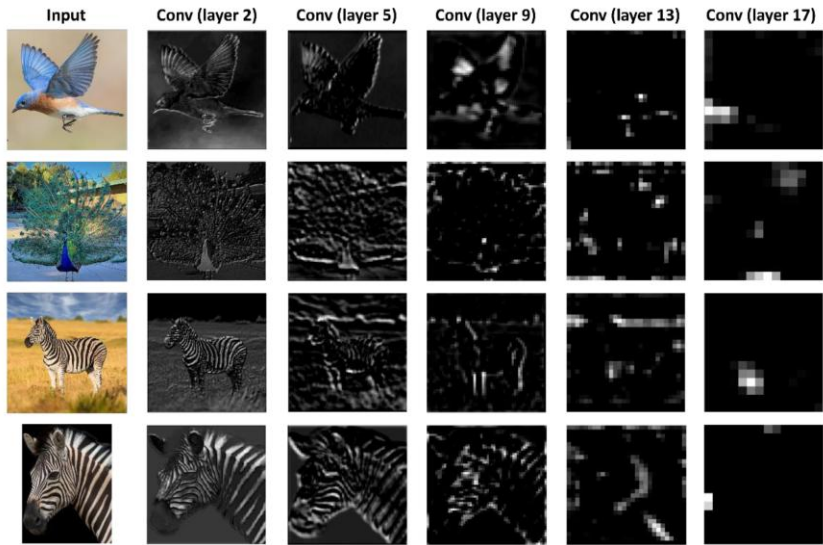 Input Conv (layer 2) Conv (layer 5) Conv (layer 9) Conv (layer 13) Conv (layer 17)